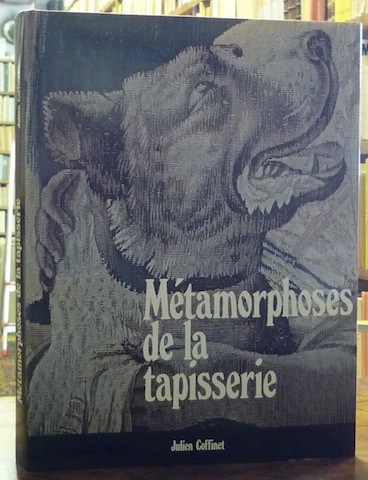 Métamorphoses
de la
tapisserie
Julien Coffinet
Métamorphoses de la tapisserie